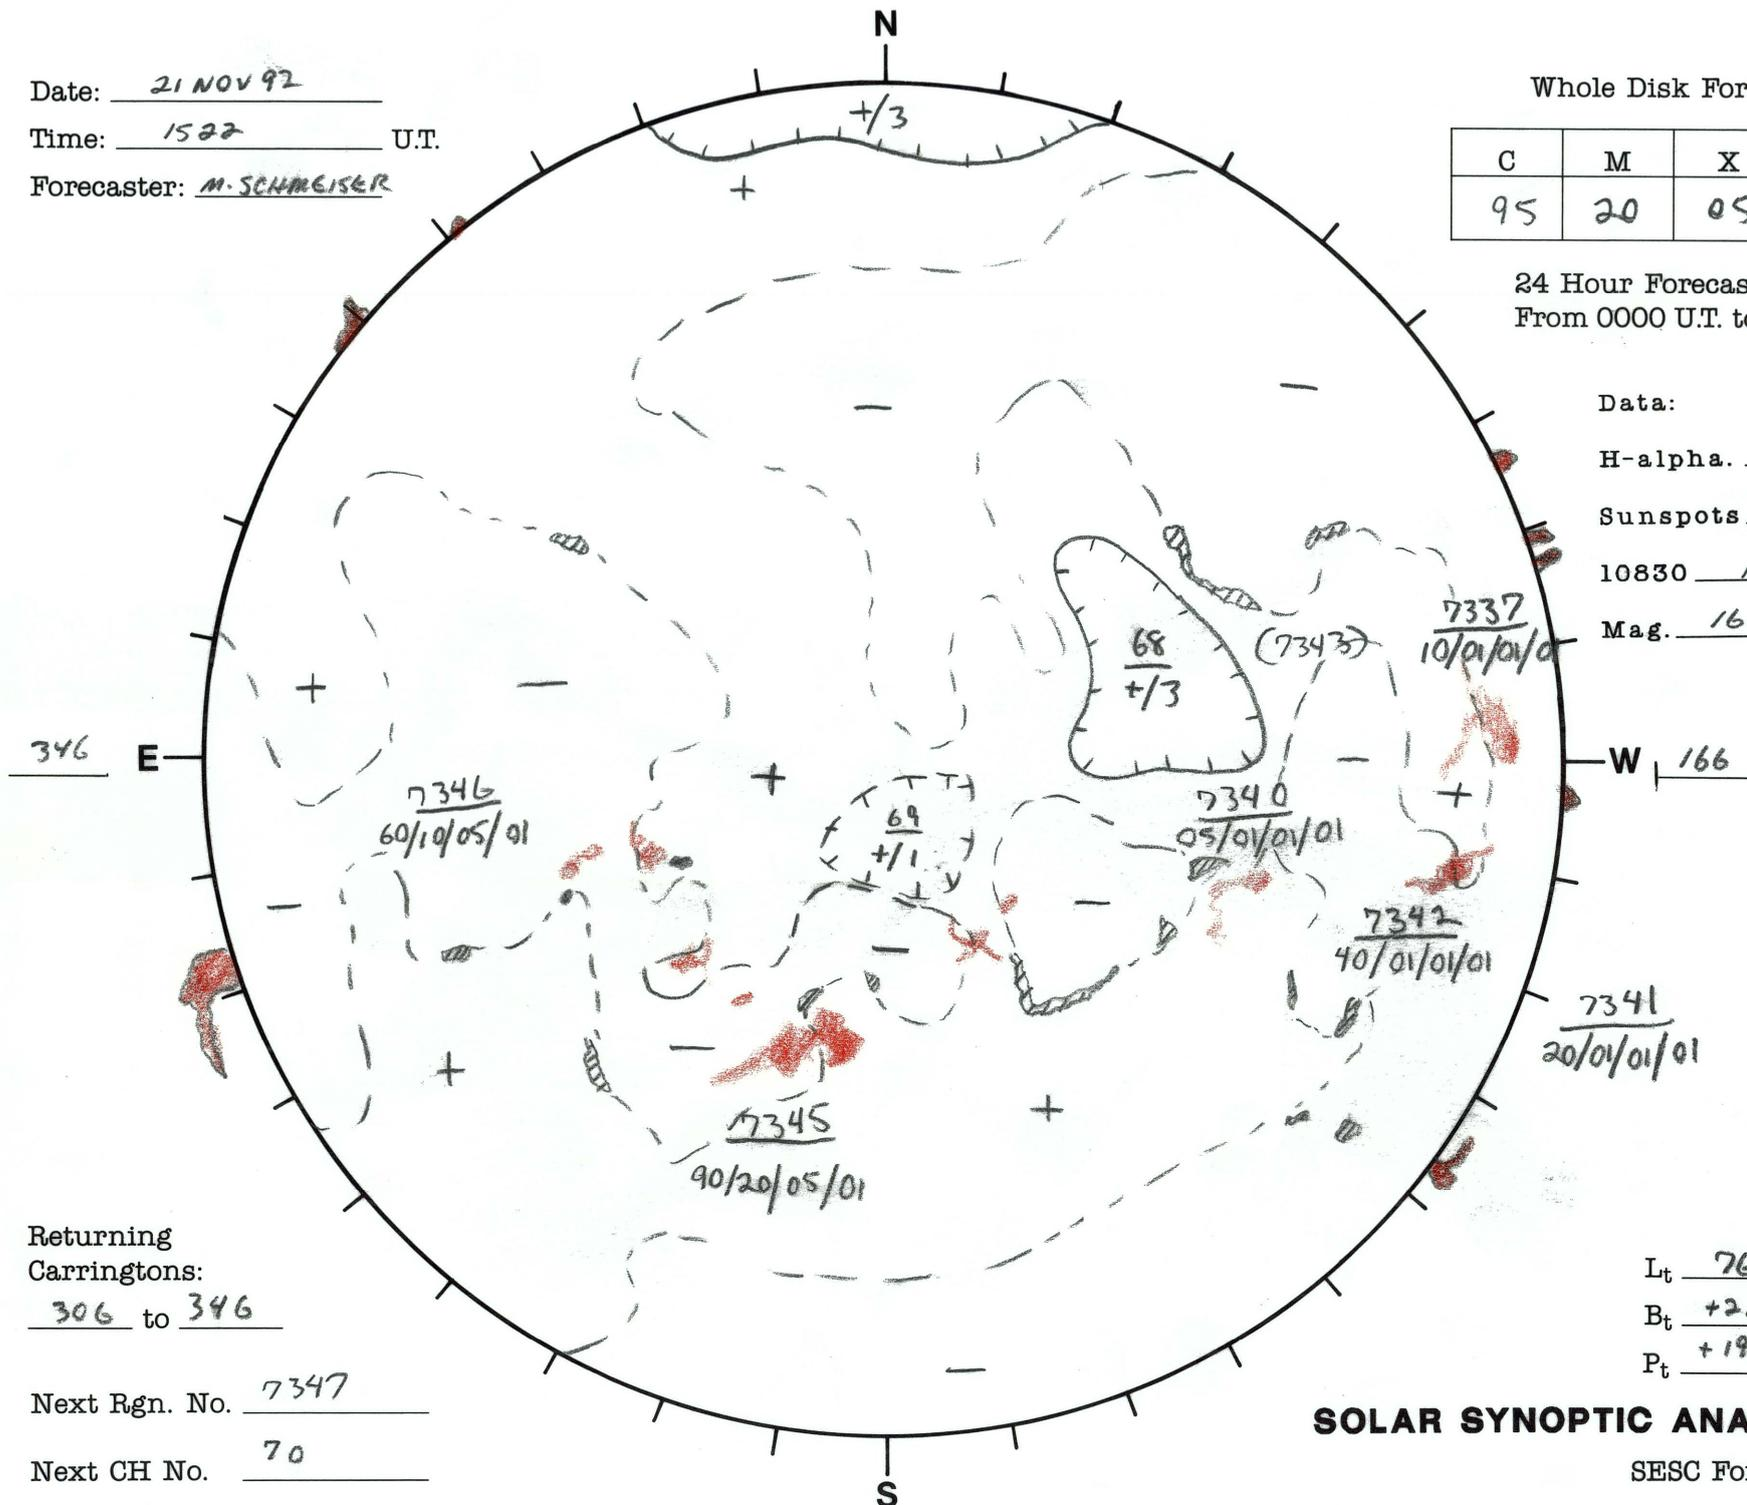 N
Date: 21 NOV 92
Time: 1522 U.T.
Forecaster: M. SCHMEISER
Whole Disk For
C M X
95 20 05
24 Hour Forecas
From 0000 U.T. to
Data:
H-alpha.
Sunspots
10830
Mag. 16
+/3
+
-
-
68
+/3
(7343)
7337
10/01/01/0
+
-
346 E
W 166
-
+
+
7346
60/10/05/01
69
+/1
7340
05/01/01/01
7342
40/01/01/01
-
-
-
7341
20/01/01/01
-
+
+
7345
90/20/05/01
-
Returning
Carringtons:
306 to 346
Next Rgn. No. 7347
Next CH No. 70
Lt 76
Bt +2.
Pt +19
SOLAR SYNOPTIC ANA
SESC For
S